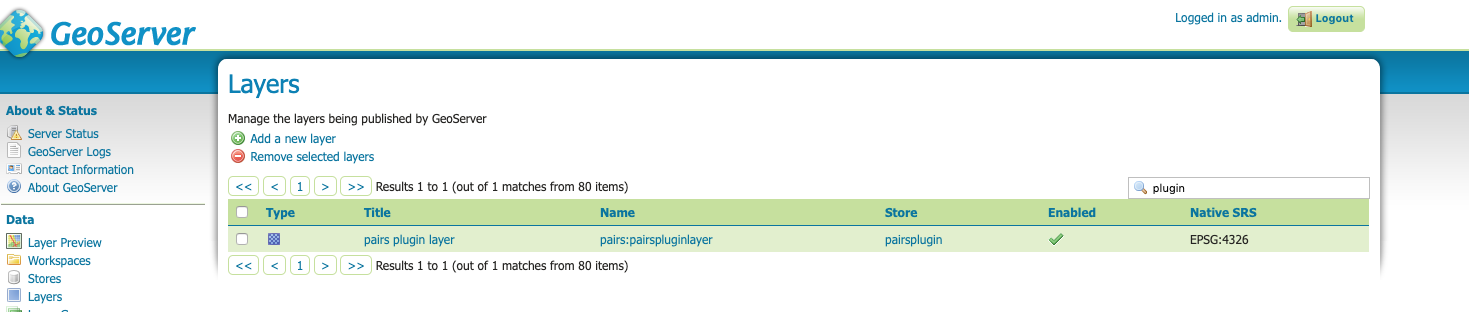 GeoServer
Logged in as admin. Logout
About & Status
Server Status
GeoServer Logs
Contact Information
About GeoServer
Data
Layer Preview
Workspaces
Stores
Layers
Layers
Manage the layers being published by GeoServer
Add a new layer
Remove selected layers
<< < 1 > >> Results 1 to 1 (out of 1 matches from 80 items) plugin
Type Title Name Store Enabled Native SRS
pairs plugin layer pairs:pairspluginlayer pairsplugin EPSG:4326
<< < 1 > >> Results 1 to 1 (out of 1 matches from 80 items)